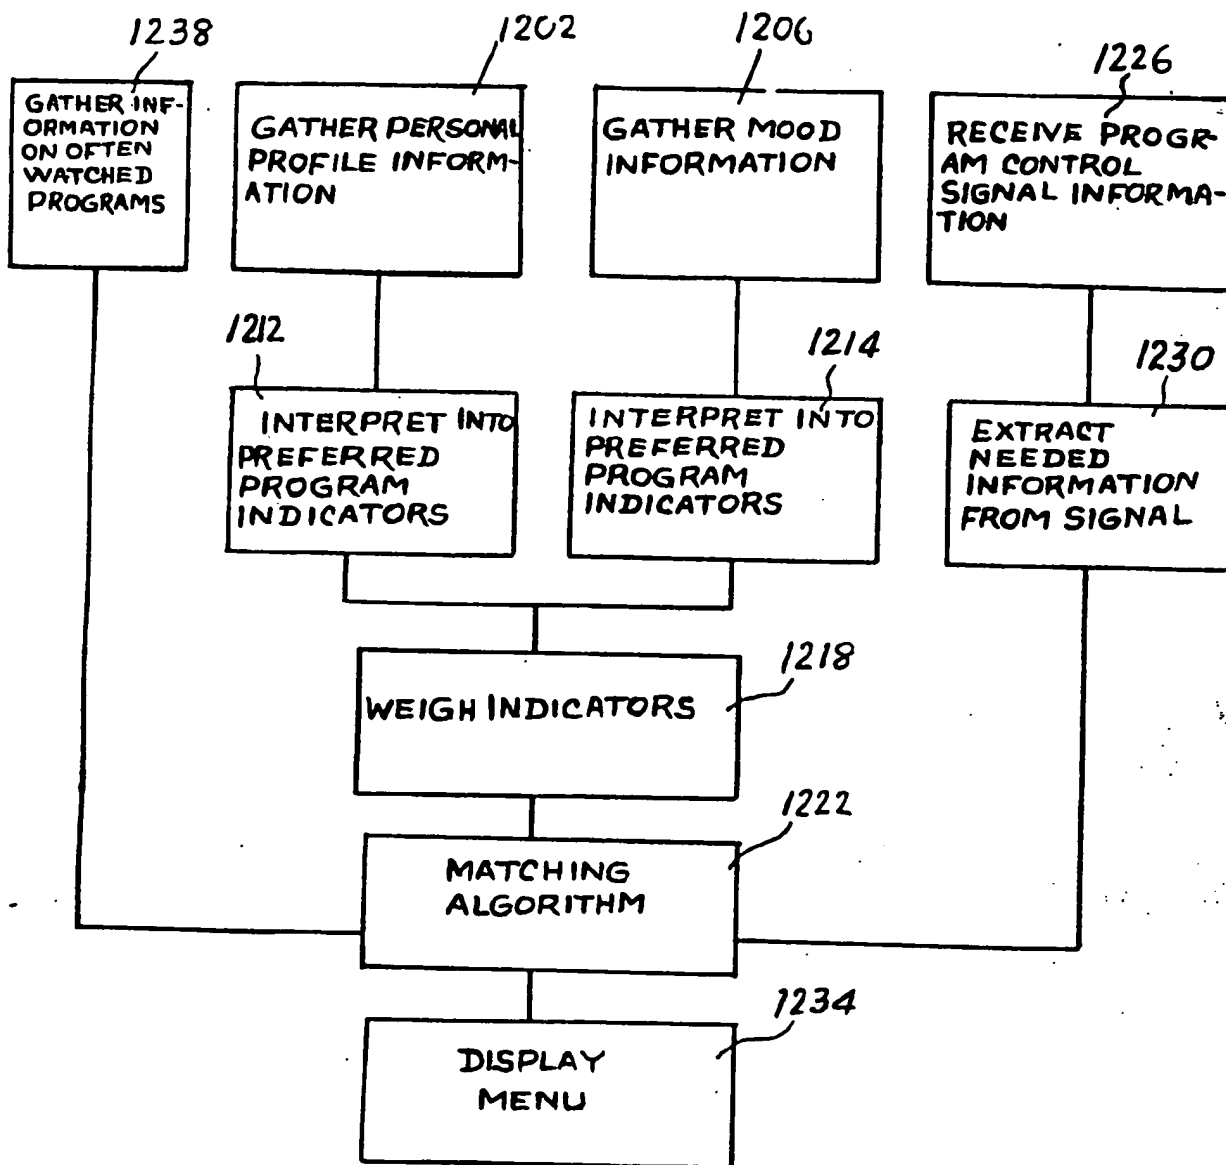 1238
GATHER INF-
ORMATION
ON OFTEN
WATCHED
PROGRAMS
1202
GATHER PERSONAL
PROFILE INFORM-
ATION
1206
GATHER MOOD
INFORMATION
1226
RECEIVE PROGR-
AM CONTROL
SIGNAL INFORMA-
TION
1212
INTERPRET INTO
PREFERRED
PROGRAM
INDICATORS
1214
INTERPRET INTO
PREFERRED
PROGRAM
INDICATORS
1230
EXTRACT
NEEDED
INFORMATION
FROM SIGNAL
1218
WEIGH INDICATORS
1222
MATCHING
ALGORITHM
1234
DISPLAY
MENU